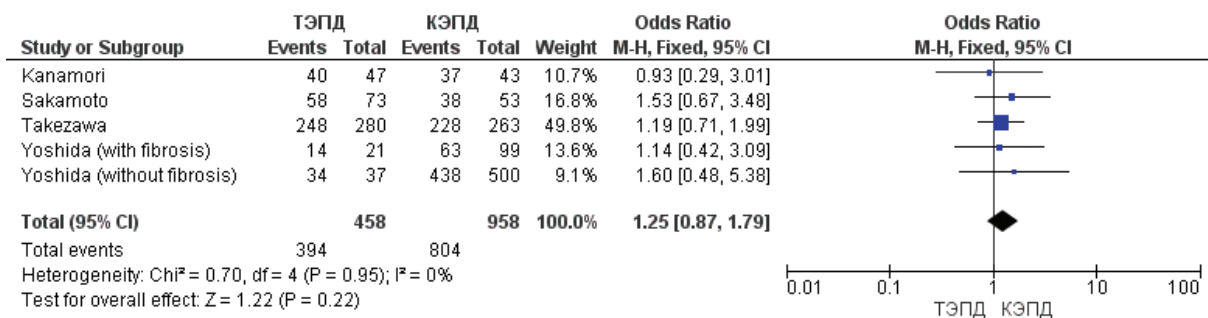 ТЭПД КЭПД Odds Ratio Odds Ratio
Study or Subgroup Events Total Events Total Weight M-H, Fixed, 95% CI M-H, Fixed, 95% CI
Kanamori 40 47 37 43 10.7% 0.93 [0.29, 3.01]
Sakamoto 58 73 38 53 16.8% 1.53 [0.67, 3.48]
Takezawa 248 280 228 263 49.8% 1.19 [0.71, 1.99]
Yoshida (with fibrosis) 14 21 63 99 13.6% 1.14 [0.42, 3.09]
Yoshida (without fibrosis) 34 37 438 500 9.1% 1.60 [0.48, 5.38]
Total (95% CI) 458 958 100.0% 1.25 [0.87, 1.79]
Total events 394 804
Heterogeneity: Chi² = 0.70, df = 4 (P = 0.95); I² = 0%
Test for overall effect: Z = 1.22 (P = 0.22)
0.01 0.1 1 10 100
ТЭПД КЭПД